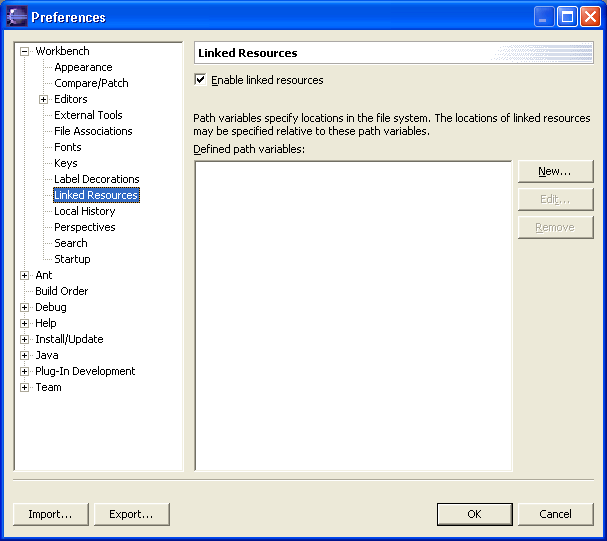 Preferences
Workbench
Appearance
Compare/Patch
Editors
External Tools
File Associations
Fonts
Keys
Label Decorations
Linked Resources
Local History
Perspectives
Search
Startup
Ant
Build Order
Debug
Help
Install/Update
Java
Plug-In Development
Team
Linked Resources
Enable linked resources
Path variables specify locations in the file system. The locations of linked resources
may be specified relative to these path variables.
Defined path variables:
New...
Edit...
Remove
Import...
Export...
OK
Cancel